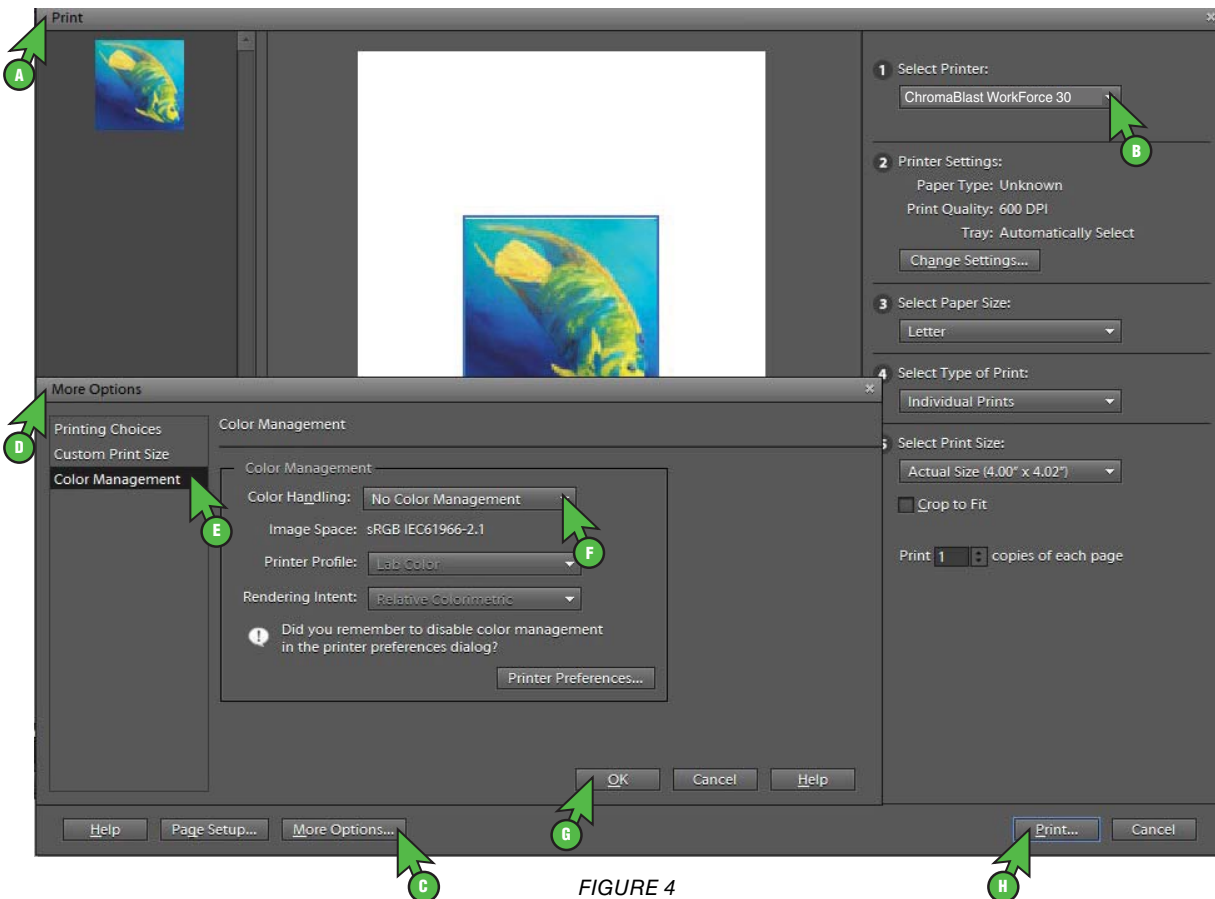 Print
A
1 Select Printer:
ChromaBlast WorkForce 30
B
2 Printer Settings:
Paper Type: Unknown
Print Quality: 600 DPI
Tray: Automatically Select
Change Settings...
3 Select Paper Size:
Letter
4 Select Type of Print:
Individual Prints
5 Select Print Size:
Actual Size (4.00" x 4.02")
Crop to Fit
Print 1 copies of each page
More Options
D
Printing Choices
Custom Print Size
Color Management
E
Color Management
Color Management
Color Handling: No Color Management
F
Image Space: sRGB IEC61966-2.1
Printer Profile: Lab Color
Rendering Intent: Relative Colorimetric
Did you remember to disable color management
in the printer preferences dialog?
Printer Preferences...
OK Cancel Help
G
Help Page Setup... More Options... Print... Cancel
C
H
FIGURE 4